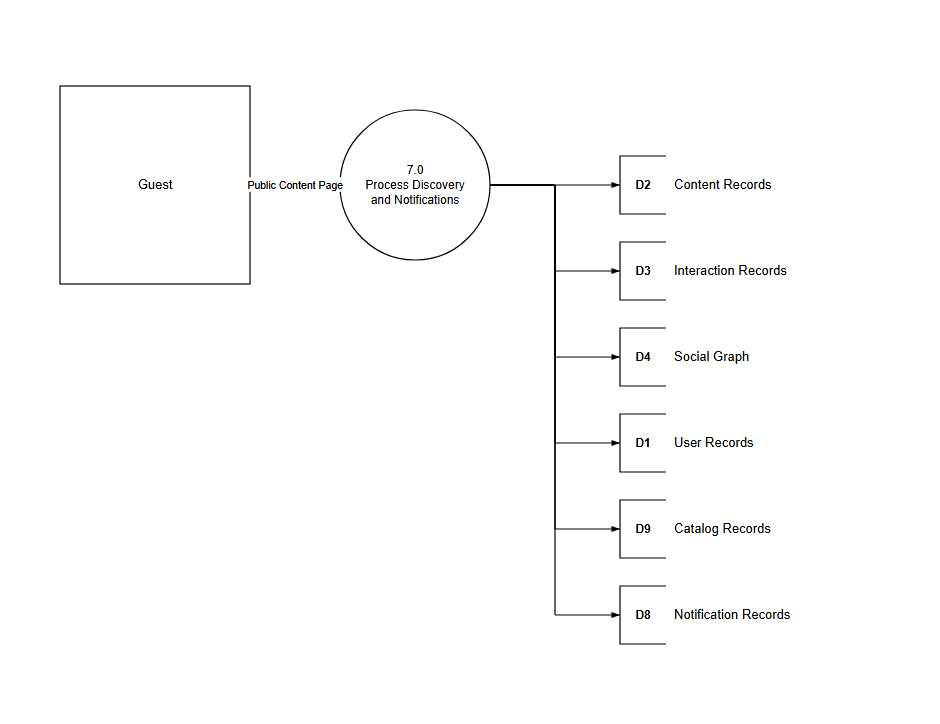 Guest
Public Content Page
7.0
Process Discovery
and Notifications
D2 Content Records
D3 Interaction Records
D4 Social Graph
D1 User Records
D9 Catalog Records
D8 Notification Records